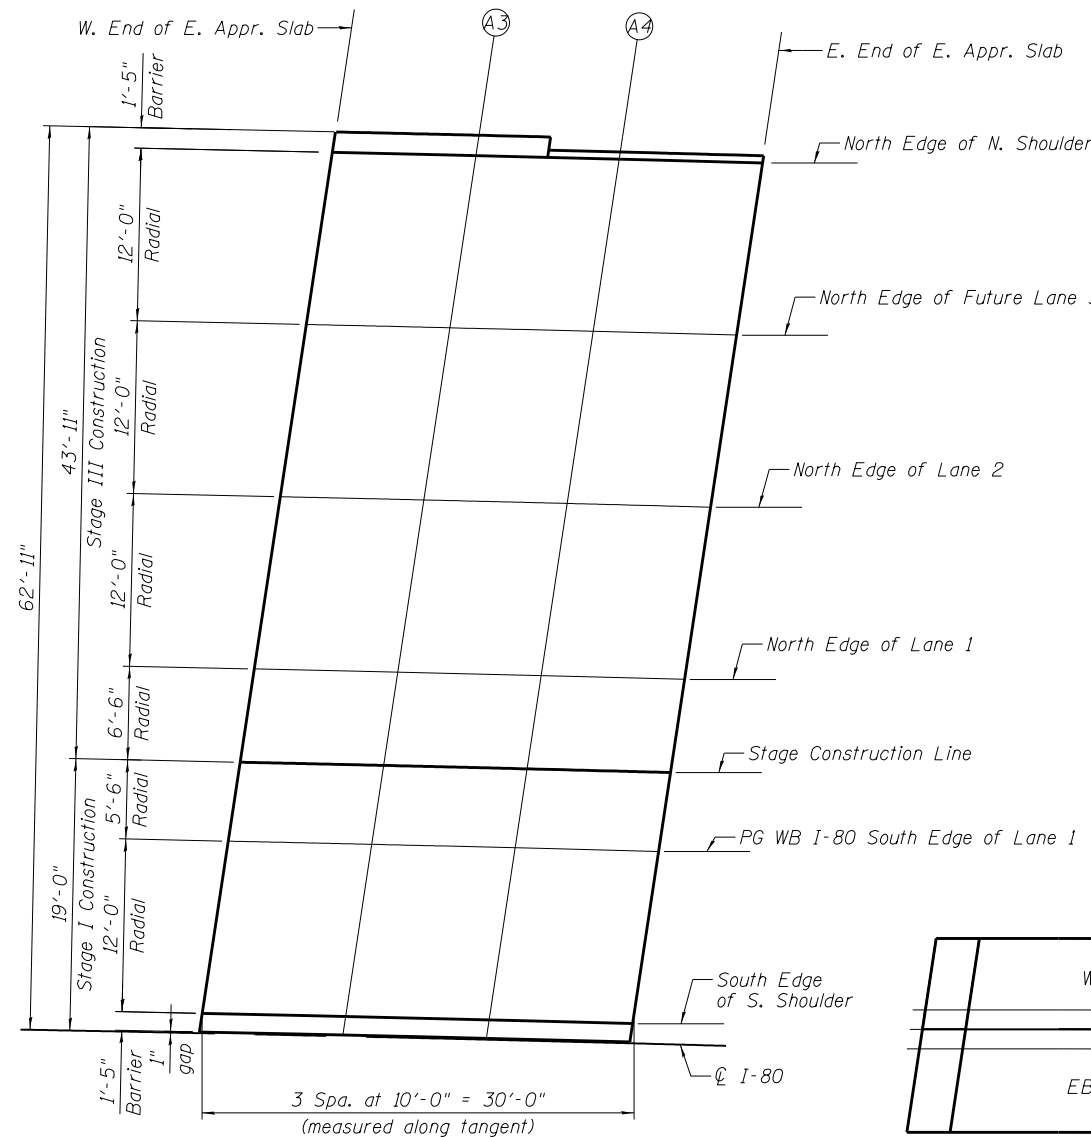 W. End of E. Appr. Slab
A3
A4
E. End of E. Appr. Slab
1'-5"
Barrier
North Edge of N. Shoulder
12'-0"
Radial
North Edge of Future Lane
12'-0"
Radial
Stage III Construction
43'-11"
North Edge of Lane 2
62'-11"
12'-0"
Radial
North Edge of Lane 1
6'-6"
Radial
Stage Construction Line
5'-6"
Radial
PG WB I-80 South Edge of Lane 1
19'-0"
Stage I Construction
12'-0"
Radial
South Edge
of S. Shoulder
1'-5"
Barrier
1"
gap
℄ I-80
3 Spa. at 10'-0" = 30'-0"
(measured along tangent)
W
EB